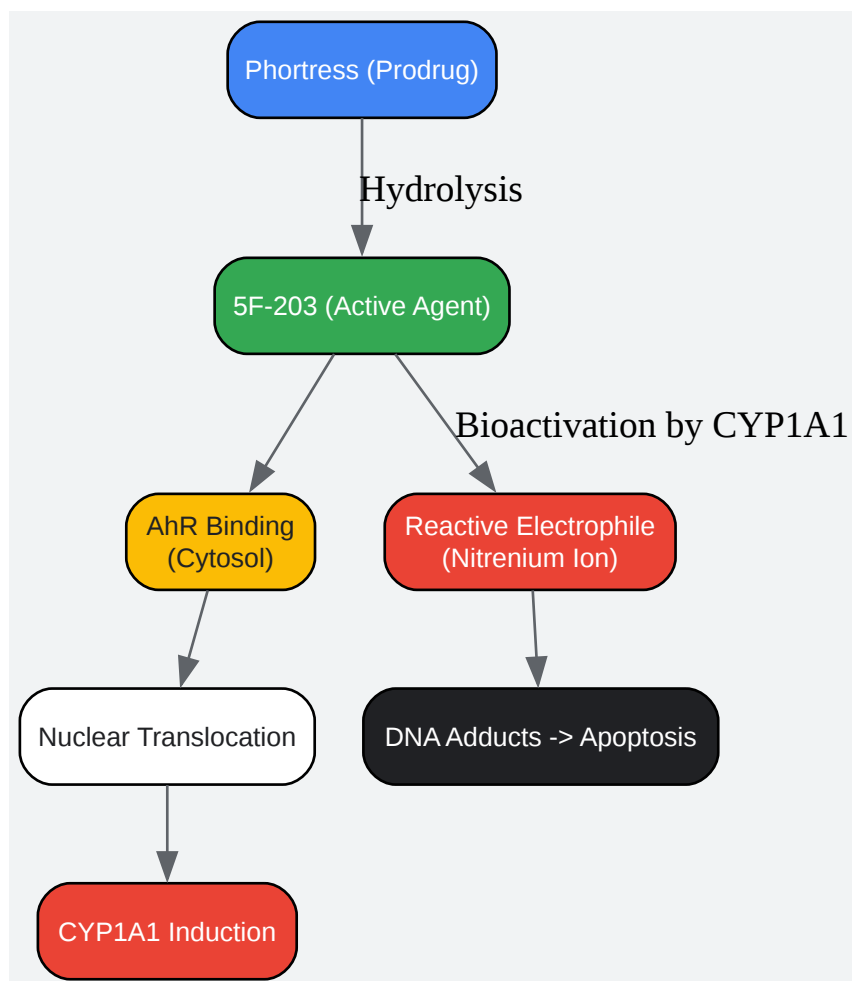 Phortress (Prodrug)
Hydrolysis
5F-203 (Active Agent)
Bioactivation by CYP1A1
AhR Binding
(Cytosol)
Reactive Electrophile
(Nitrenium Ion)
Nuclear Translocation
DNA Adducts -> Apoptosis
CYP1A1 Induction